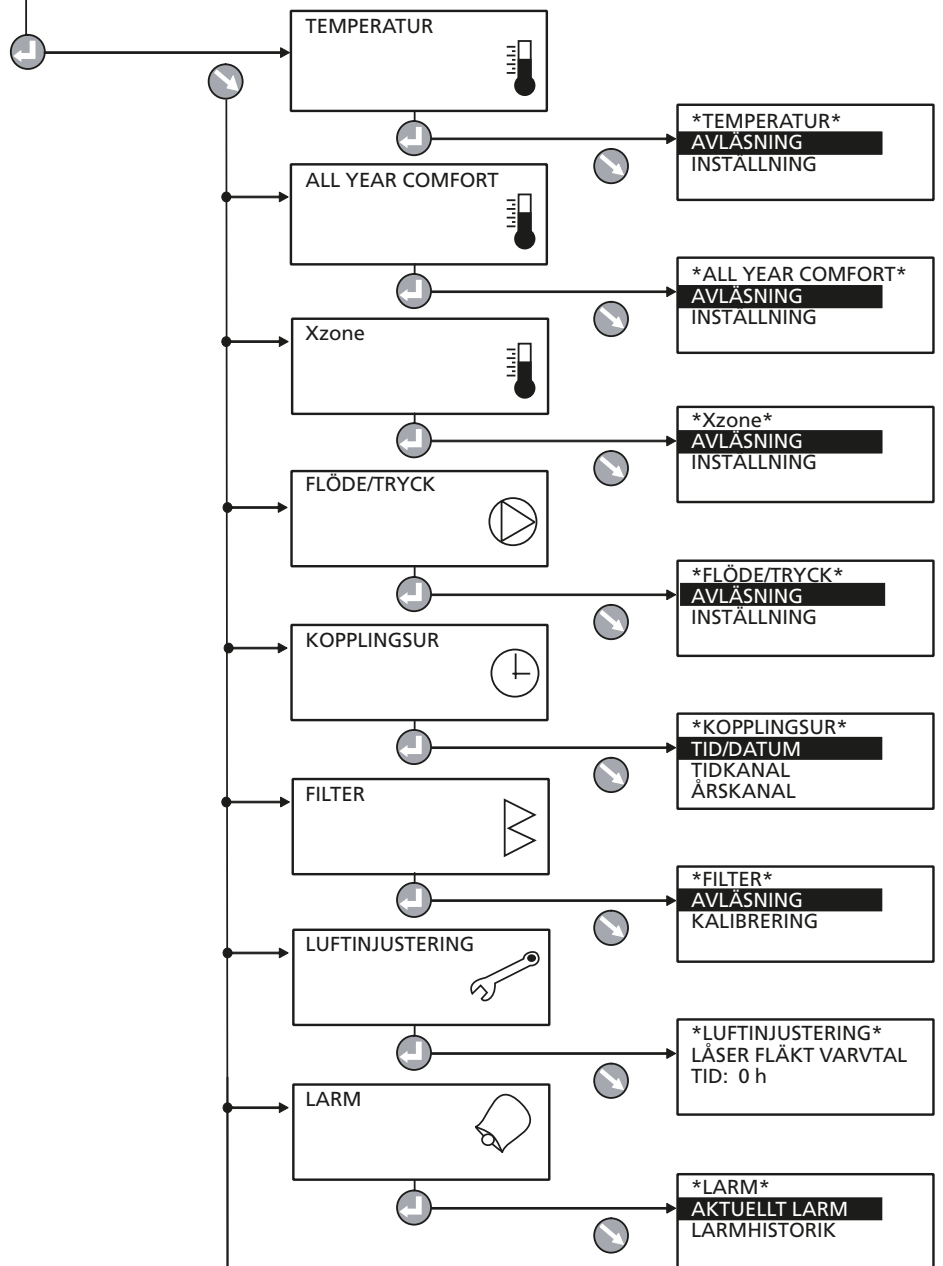 TEMPERATUR
*TEMPERATUR*
AVLÄSNING
INSTÄLLNING
ALL YEAR COMFORT
*ALL YEAR COMFORT*
AVLÄSNING
INSTÄLLNING
Xzone
*Xzone*
AVLÄSNING
INSTÄLLNING
FLÖDE/TRYCK
*FLÖDE/TRYCK*
AVLÄSNING
INSTÄLLNING
KOPPLINGSUR
*KOPPLINGSUR*
TID/DATUM
TIDKANAL
ÅRSKANAL
FILTER
*FILTER*
AVLÄSNING
KALIBRERING
LUFTINJUSTERING
*LUFTINJUSTERING*
LÅSER FLÄKT VARVTAL
TID: 0 h
LARM
*LARM*
AKTUELLT LARM
LARMHISTORIK